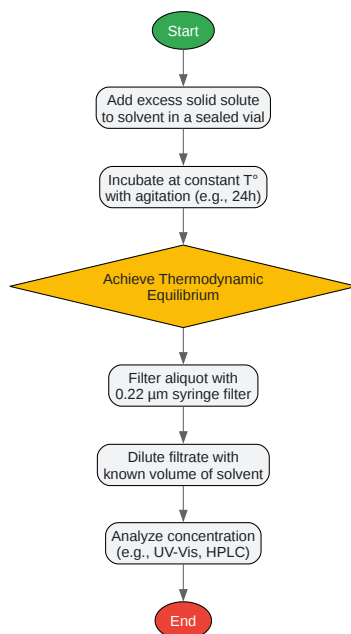 Start
Add excess solid solute
to solvent in a sealed vial
Incubate at constant T°
with agitation (e.g., 24h)
Achieve Thermodynamic
Equilibrium
Filter aliquot with
0.22 µm syringe filter
Dilute filtrate with
known volume of solvent
Analyze concentration
(e.g., UV-Vis, HPLC)
End